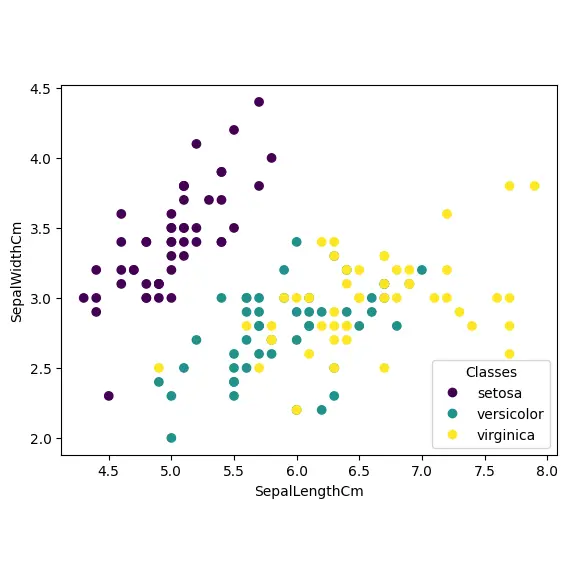 4.5
4.0
3.5
3.0
2.5
2.0
SepalWidthCm
Classes
setosa
versicolor
virginica
4.5 5.0 5.5 6.0 6.5 7.0 7.5 8.0
SepalLengthCm